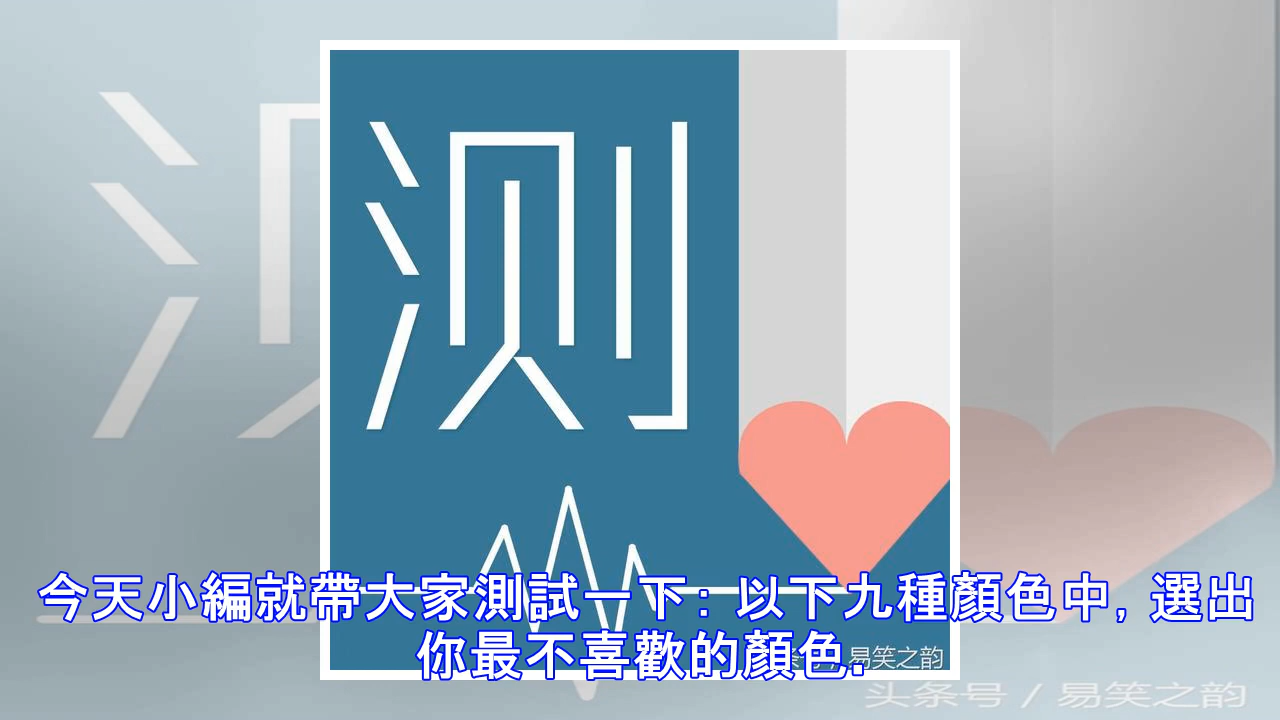 测
今天小編就帶大家測試一下: 以下九種顏色中, 選出
你最不喜歡的顏色.
易笑之韵
头条号 / 易笑之韵